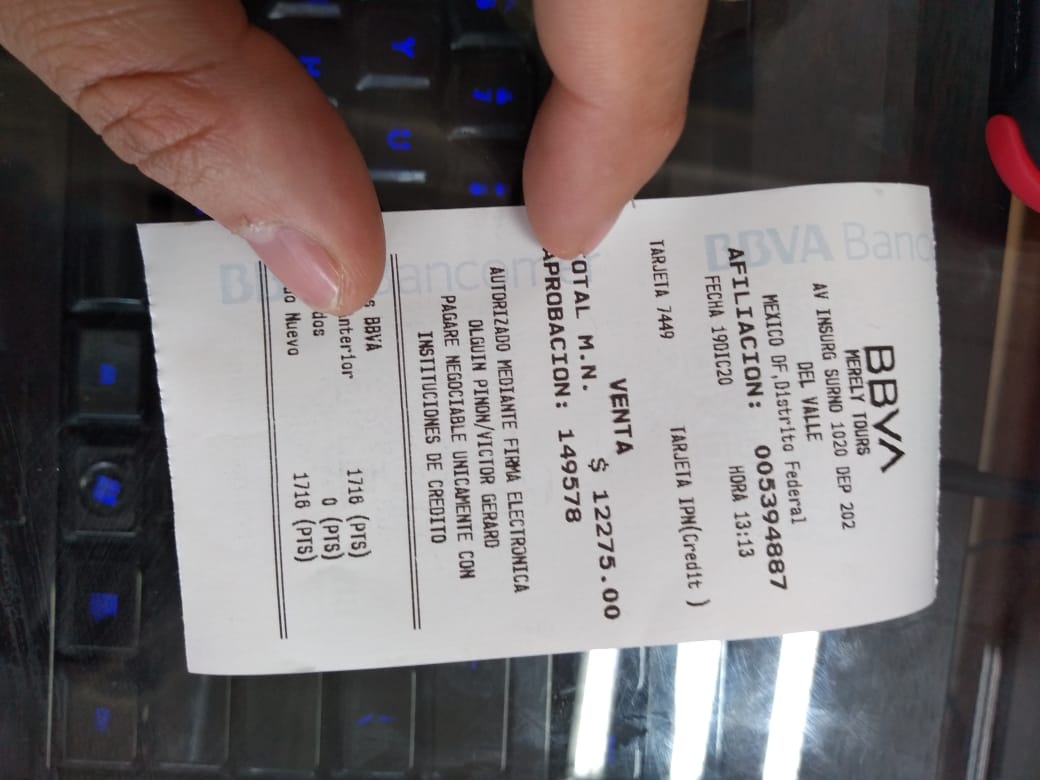 BBVA
MERELY TOURS
AV INSURG SURNO 1020 DEP 202
DEL VALLE
MEXICO DF,Distrito Federal
AFILIACION: 005394887
FECHA 19DIC20 HORA 13:13
BBVA Banc
TARJETA 7449 TARJETA IPN(Credit )
VENTA
TOTAL M.N. $ 12275.00
APROBACION: 149578
AUTORIZADO MEDIANTE FIRMA ELECTRONICA
OLGUIN PINON/VICTOR GERARD
PAGARE NEGOCIABLE UNICAMENTE CON
INSTITUCIONES DE CREDITO
BBVA
nterior 1716 (PTS)
dos 0 (PTS)
Nuevo 1716 (PTS)
Y
U